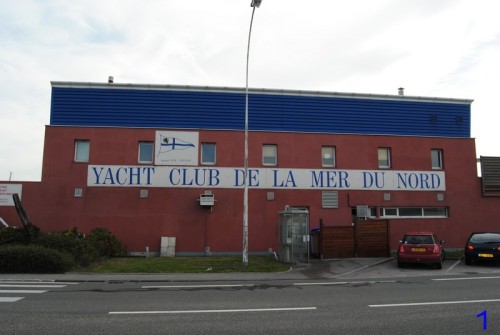 YACHT CLUB DE LA MER DU NORD
1